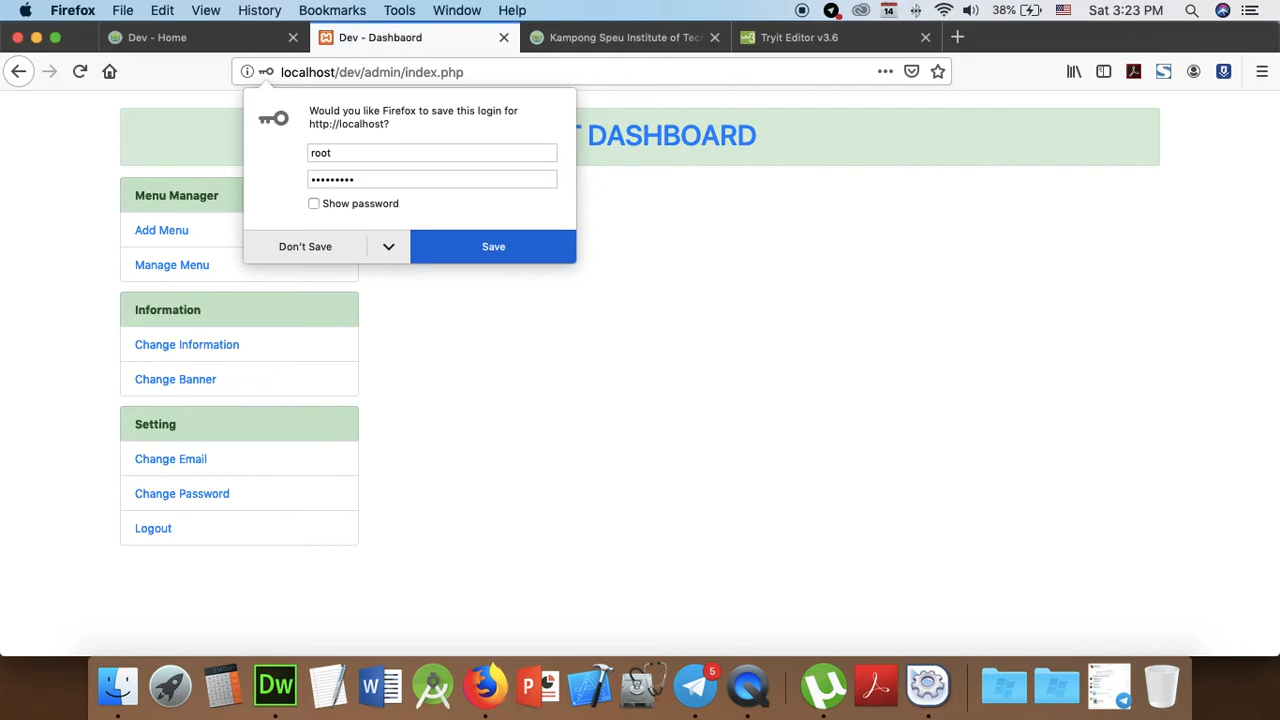 Firefox File Edit View History Bookmarks Tools Window Help 14 38% Sat 3:23 PM
Dev - Home Dev - Dashbaord Kampong Speu Institute of Tec Tryit Editor v3.6
localhost/dev/admin/index.php
Would you like Firefox to save this login for
http://localhost?
DASHBOARD
root
•••••••••
Show password
Don't Save Save
Menu Manager
Add Menu
Manage Menu
Information
Change Information
Change Banner
Setting
Change Email
Change Password
Logout
Dw W P 5